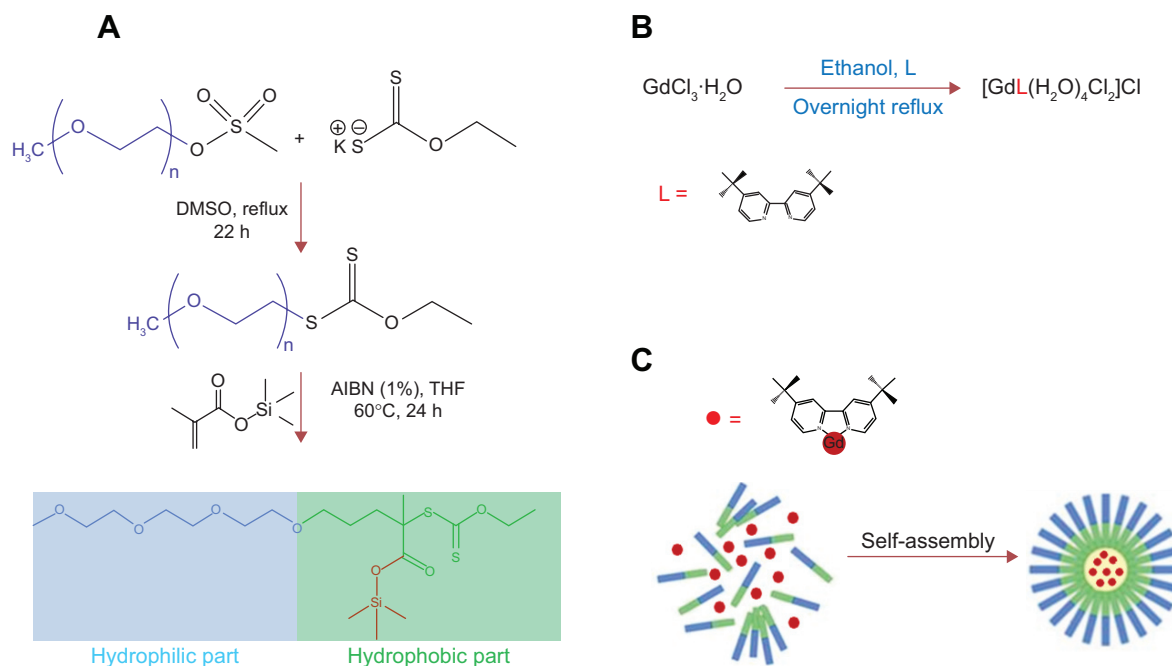 A
O
O
O
S
O
H₃C
n
+
S
⊕ ⊖
K S
O
DMSO, reflux
22 h
S
O
H₃C
n
S
O
O
O
Si
AIBN (1%), THF
60°C, 24 h
O
O
O
O
O
S
O
S
O
O
Si
Hydrophilic part
Hydrophobic part
B
GdCl₃·H₂O
Ethanol, L
Overnight reflux
[GdL(H₂O)₄Cl₂]Cl
L =
N
N
C
=
N
N
Gd
Self-assembly